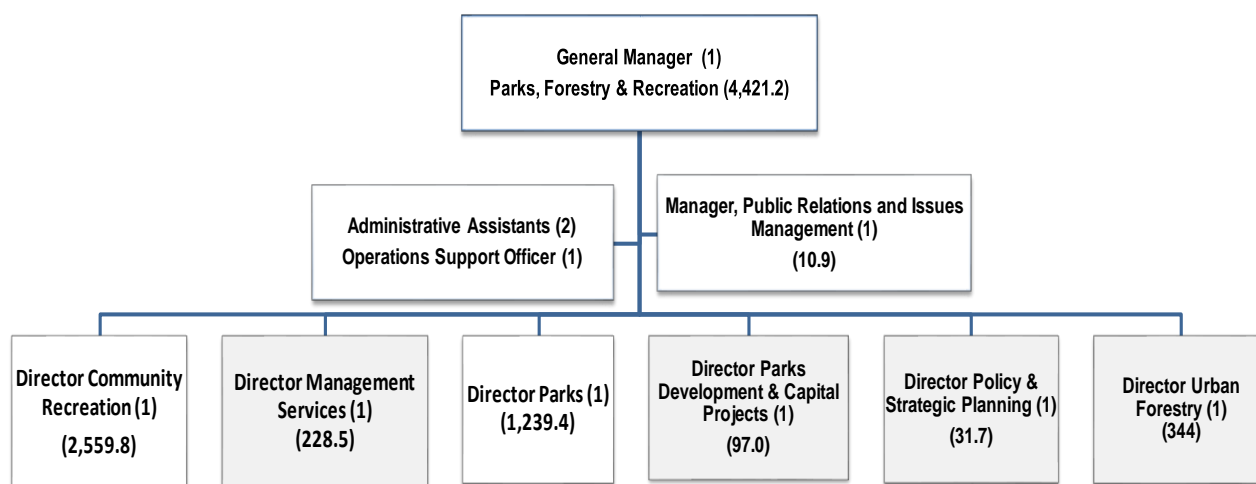 General Manager (1)
Parks, Forestry & Recreation (4,421.2)
Administrative Assistants (2)
Operations Support Officer (1)
Manager, Public Relations and Issues
Management (1)
(10.9)
Director Community
Recreation (1)
(2,559.8)
Director Management
Services (1)
(228.5)
Director Parks (1)
(1,239.4)
Director Parks
Development & Capital
Projects (1)
(97.0)
Director Policy &
Strategic Planning (1)
(31.7)
Director Urban
Forestry (1)
(344)